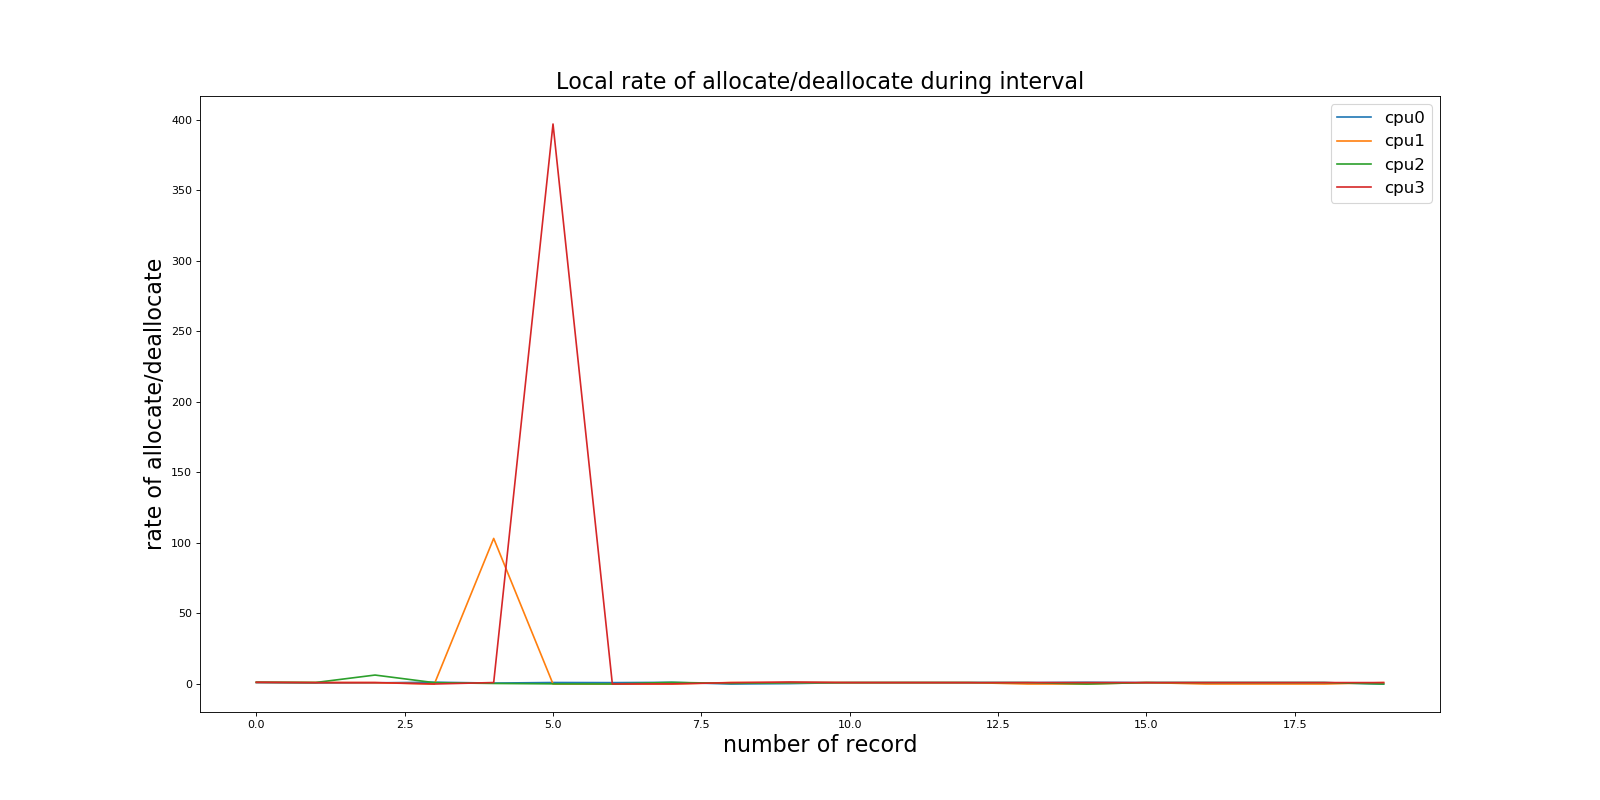 Local rate of allocate/deallocate during interval
cpu0
cpu1
cpu2
cpu3
rate of allocate/deallocate
400
350
300
250
200
150
100
50
0
0.0 2.5 5.0 7.5 10.0 12.5 15.0 17.5
number of record